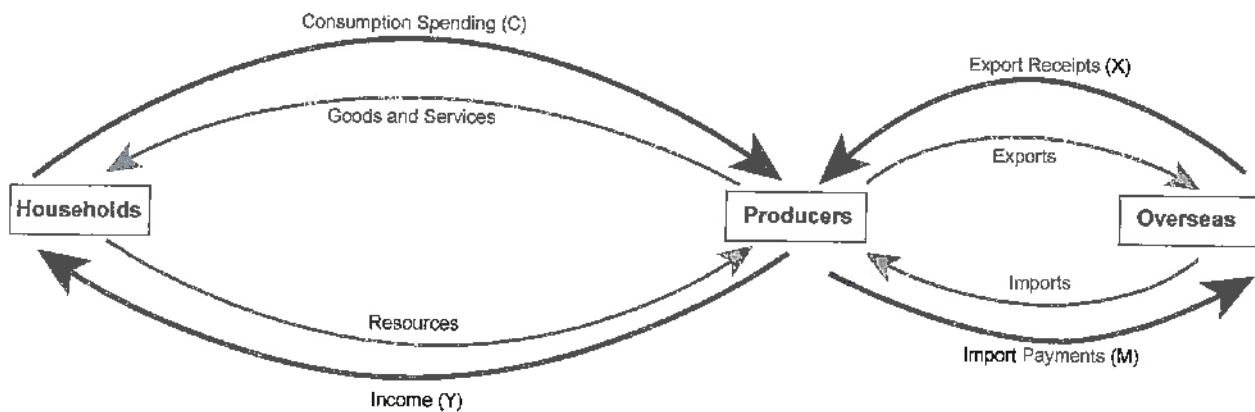 Consumption Spending (C)
Export Receipts (X)
Goods and Services
Exports
Households
Producers
Overseas
Imports
Resources
Import Payments (M)
Income (Y)